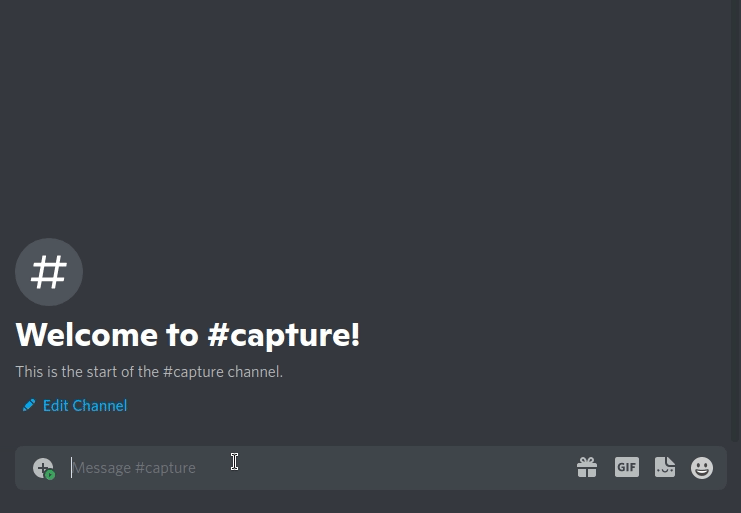 #
Welcome to #capture!
This is the start of the #capture channel.
Edit Channel
Message #capture
GIF